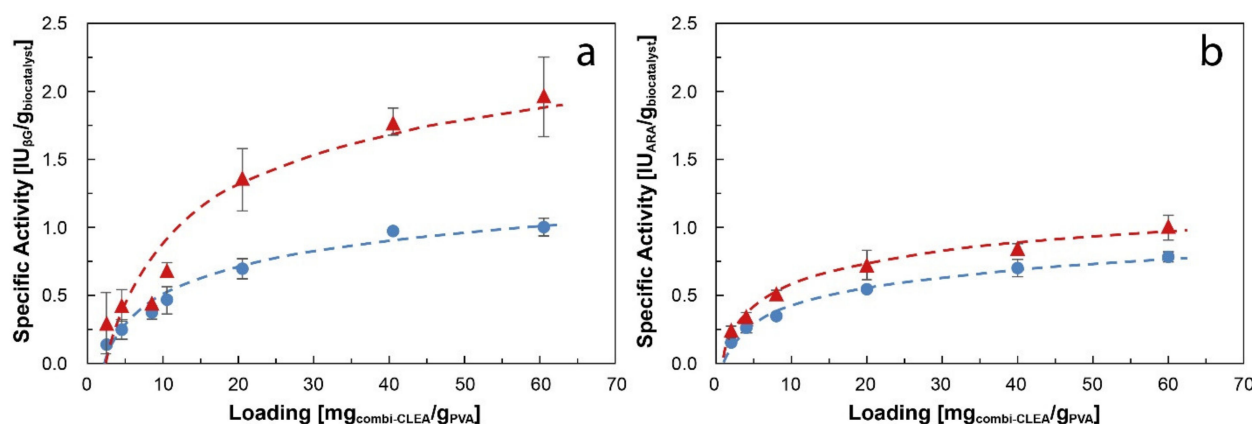 a
Specific Activity [IUβG/gbiocatalyst]
2.5
2.0
1.5
1.0
0.5
0.0
0 10 20 30 40 50 60 70
Loading [mgcombi-CLEA/gPVA]
b
Specific Activity [IUARA/gbiocatalyst]
2.5
2.0
1.5
1.0
0.5
0.0
0 10 20 30 40 50 60 70
Loading [mgcombi-CLEA/gPVA]